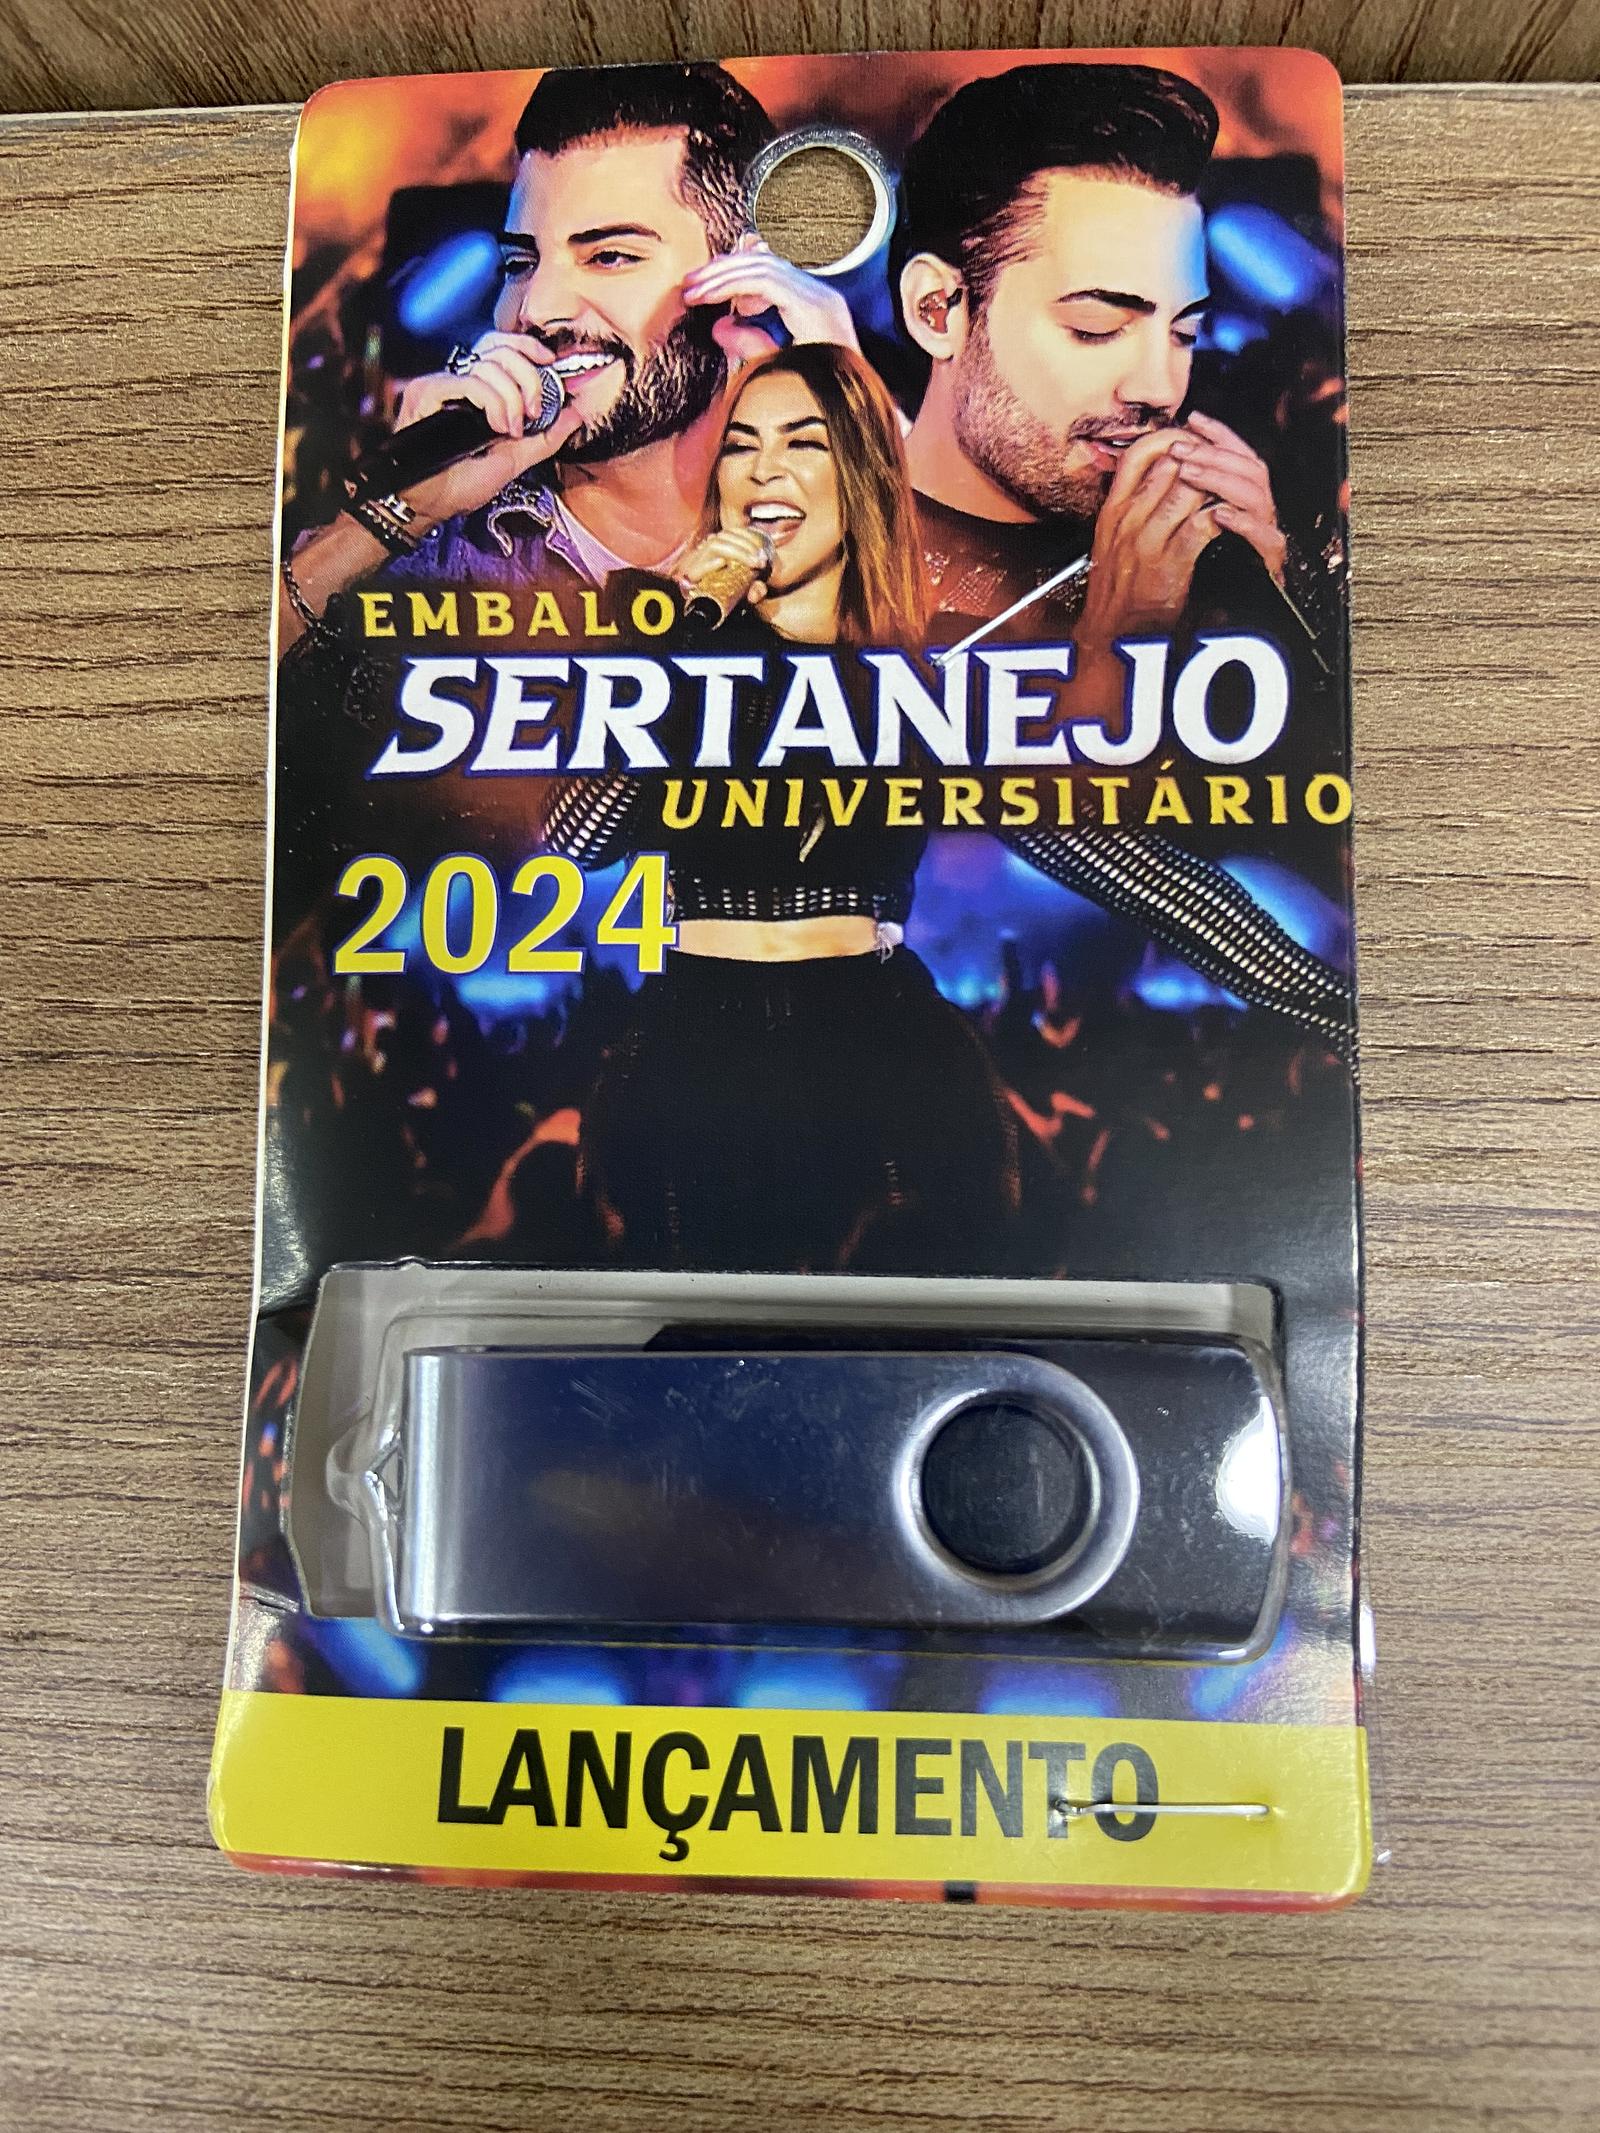 EMBALO
SERTANEJO
UNIVERSITÁRIO
2024
LANÇAMENTO